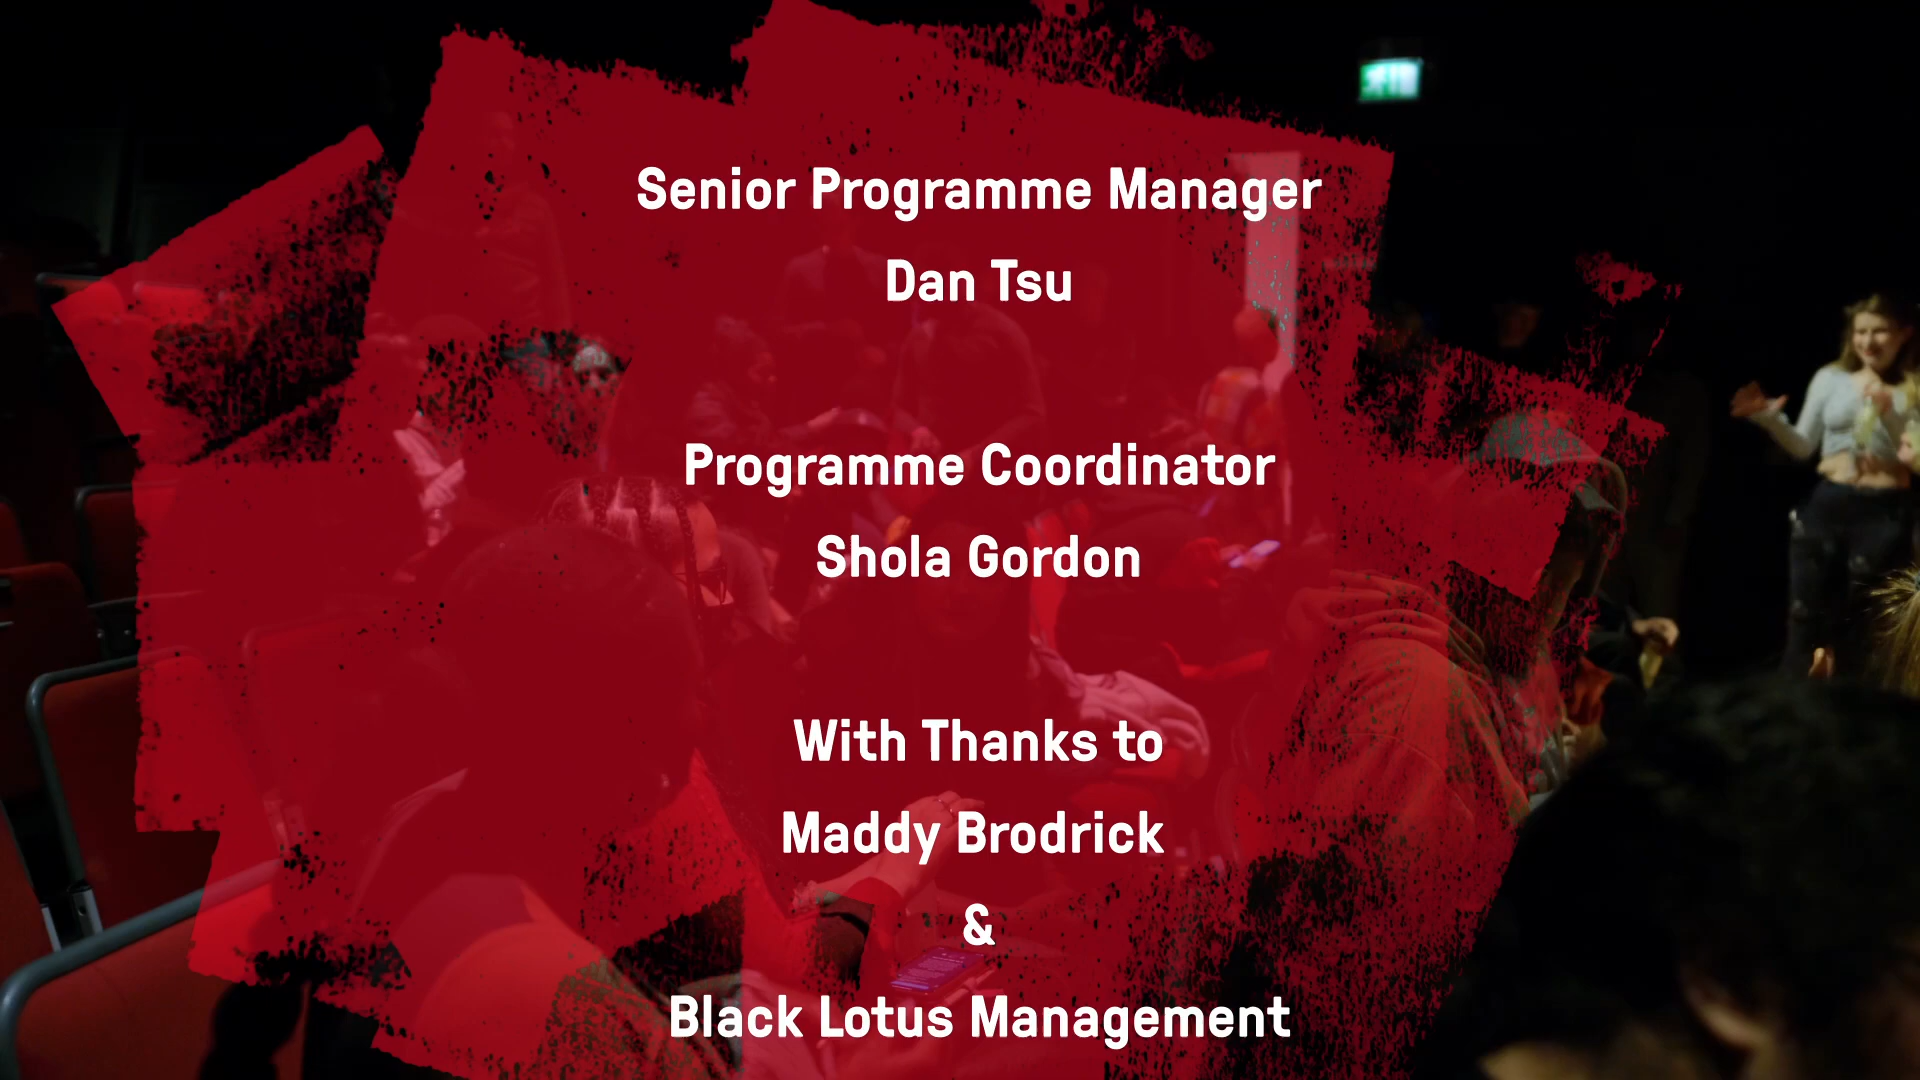 Senior Programme Manager
Dan Tsu
Programme Coordinator
Shola Gordon
With Thanks to
Maddy Brodrick
&
Black Lotus Management